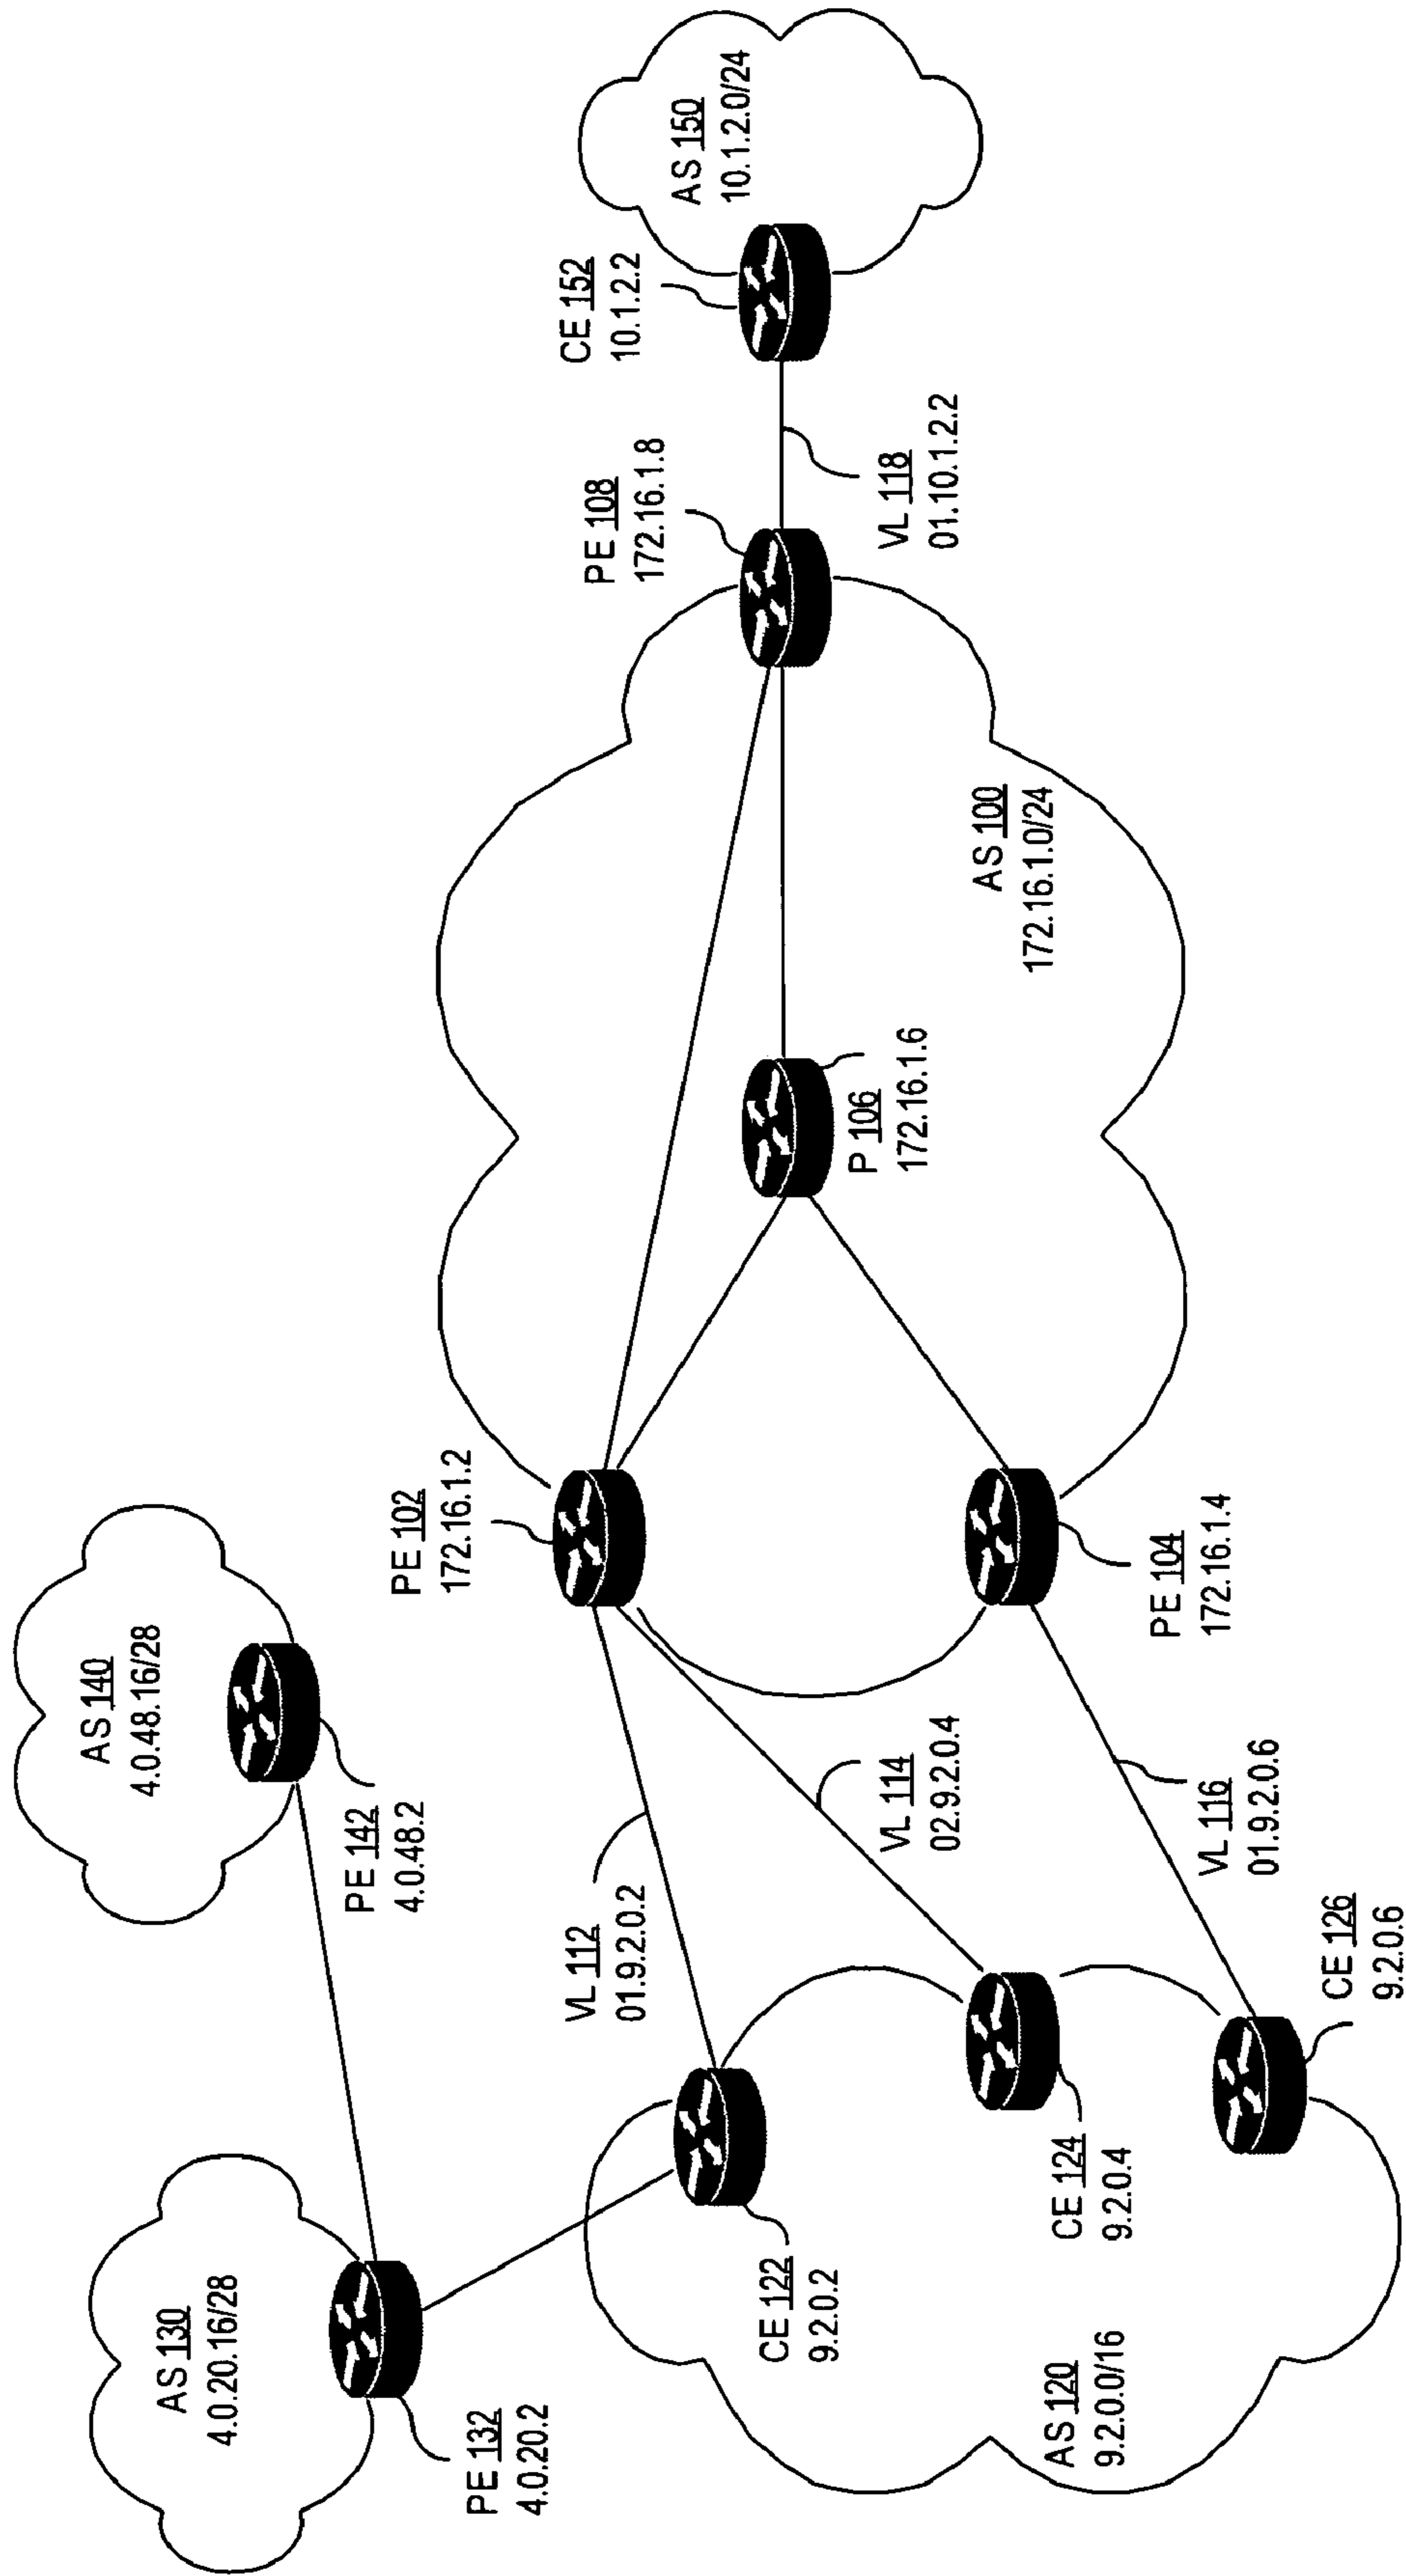 AS 130
4.0.20.16/28
AS 140
4.0.48.16/28
PE 132
4.0.20.2
PE 142
4.0.48.2
PE 102
172.16.1.2
PE 108
172.16.1.8
CE 152
10.1.2.2
AS 150
10.1.2.0/24
VL 112
01.9.2.0.2
CE 122
9.2.0.2
P 106
172.16.1.6
VL 118
01.10.1.2.2
VL 114
02.9.2.0.4
AS 100
172.16.1.0/24
AS 120
9.2.0.0/16
CE 124
9.2.0.4
PE 104
172.16.1.4
VL 116
01.9.2.0.6
CE 126
9.2.0.6